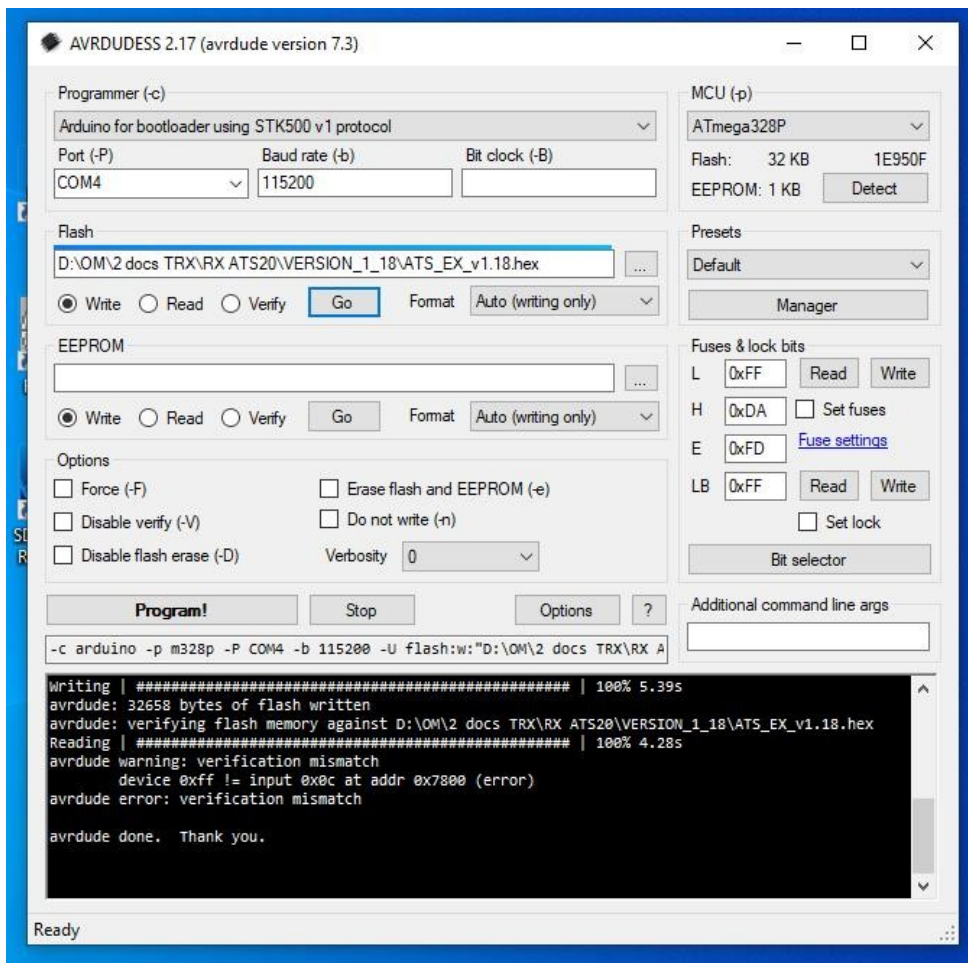 AVRDUDESS 2.17 (avrdude version 7.3)
Programmer (-c)
Arduino for bootloader using STK500 v1 protocol
Port (-P) Baud rate (-b) Bit clock (-B)
COM4 115200
MCU (-p)
ATmega328P
Flash: 32 KB 1E950F
EEPROM: 1 KB Detect
Flash
D:\OM\2 docs TRX\RX ATS20\VERSION_1_18\ATS_EX_v1.18.hex ...
Write Read Verify Go Format Auto (writing only)
Presets
Default
Manager
EEPROM
...
Write Read Verify Go Format Auto (writing only)
Fuses & lock bits
L 0xFF Read Write
H 0xDA Set fuses
E 0xFD Fuse settings
LB 0xFF Read Write
Set lock
Bit selector
Options
Force (-F) Erase flash and EEPROM (-e)
Disable verify (-V) Do not write (-n)
Disable flash erase (-D) Verbosity 0
Program! Stop Options ?
Additional command line args
-c arduino -p m328p -P COM4 -b 115200 -U flash:w:"D:\OM\2 docs TRX\RX A
Writing | ################################################## | 100% 5.39s
avrdude: 32658 bytes of flash written
avrdude: verifying flash memory against D:\OM\2 docs TRX\RX ATS20\VERSION_1_18\ATS_EX_v1.18.hex
Reading | ################################################## | 100% 4.28s
avrdude warning: verification mismatch
device 0xff != input 0x0c at addr 0x7800 (error)
avrdude error: verification mismatch
avrdude done. Thank you.
Ready